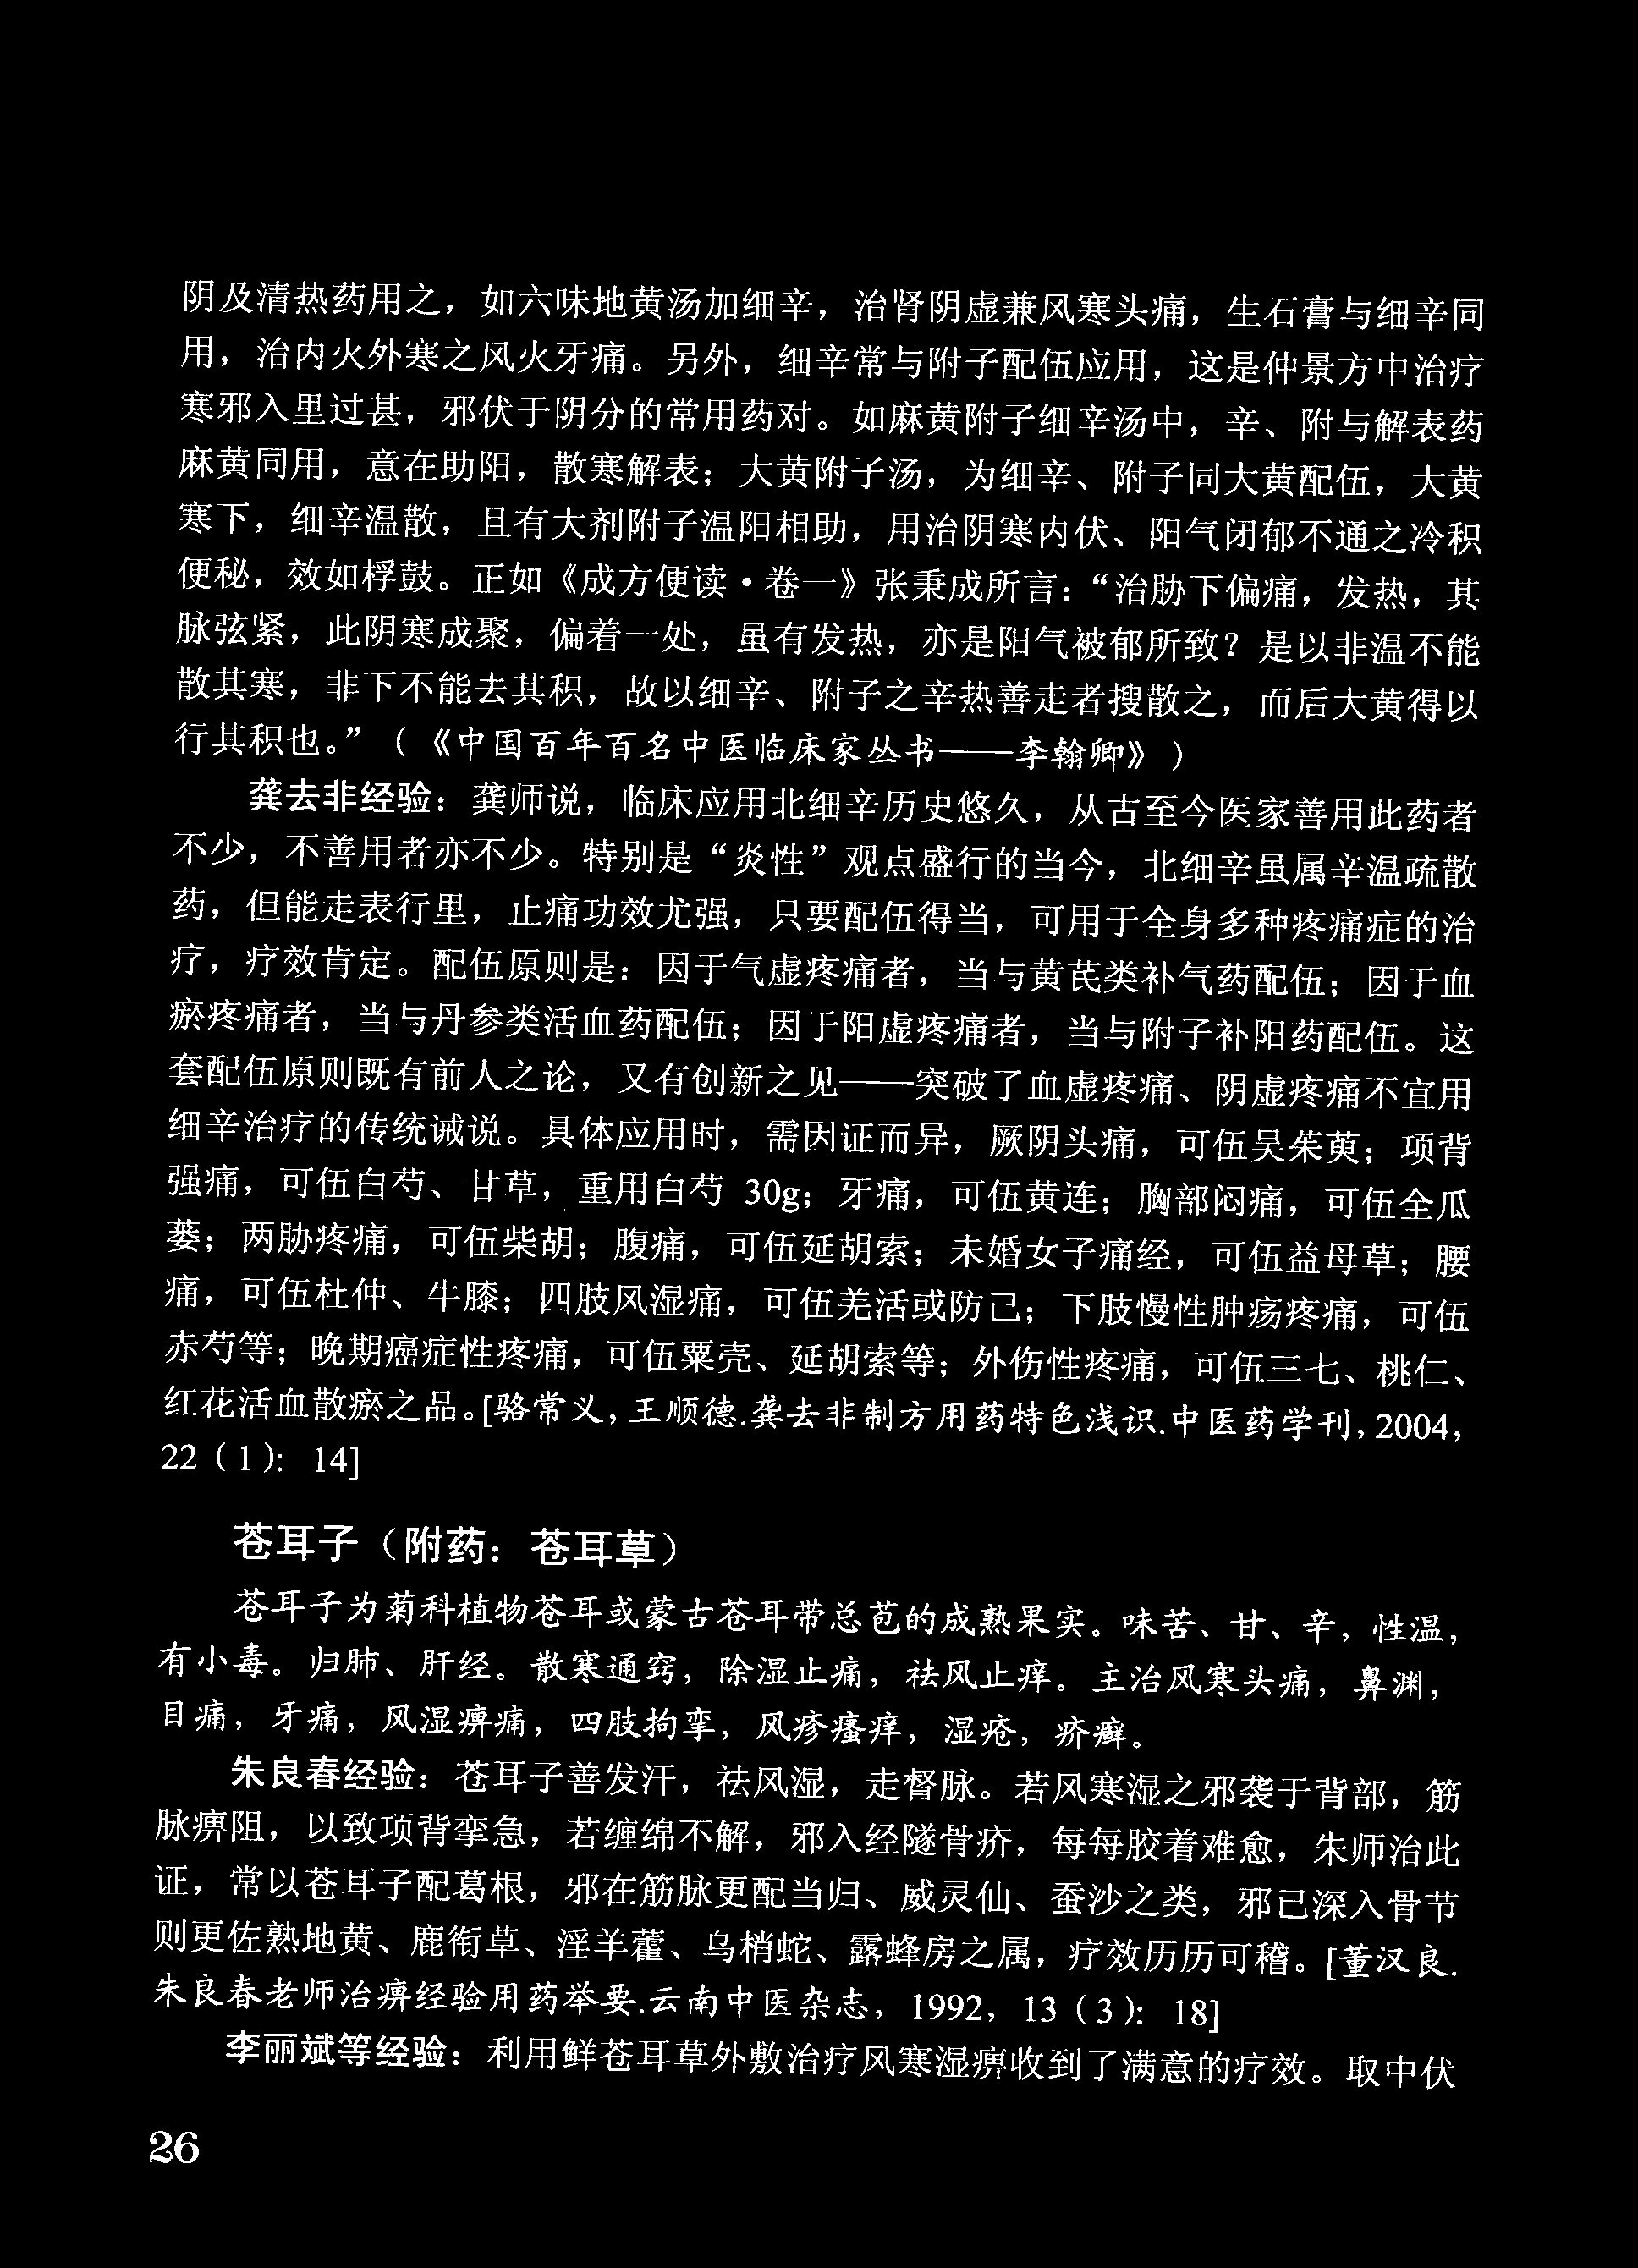 阴及清热药用之，如六味地黄汤加细辛，治肾阴虚兼风寒头痛，生石膏与细辛同
用，治内火外寒之风火牙痛。另外，细辛常与附子配伍应用，这是仲景方中治疗
寒邪入里过甚，邪伏于阴分的常用药对。如麻黄附子细辛汤中，辛、附与解表药
麻黄同用，意在助阳，散寒解表；大黄附子汤，为细辛、附子同大黄配伍，大黄
寒下，细辛温散，且有大剂附子温阳相助，用治阴寒内伏、阳气闭郁不通之冷积
便秘，效如桴鼓。正如《成方便读·卷一》张秉成所言：“治胁下偏痛，发热，其
脉弦紧，此阴寒成聚，偏着一处，虽有发热，亦是阳气被郁所致？是以非温不能
散其寒，非下不能去其积，故以细辛、附子之辛热善走者搜散之，而后大黄得以
行其积也。”（《中国百年百名中医临床家丛书——李翰卿》）
龚去非经验：龚师说，临床应用北细辛历史悠久，从古至今医家善用此药者
不少，不善用者亦不少。特别是“炎性”观点盛行的当今，北细辛虽属辛温疏散
药，但能走表行里，止痛功效尤强，只要配伍得当，可用于全身多种疼痛症的治
疗，疗效肯定。配伍原则是：因于气虚疼痛者，当与黄芪类补气药配伍；因于血
瘀疼痛者，当与丹参类活血药配伍；因于阳虚疼痛者，当与附子补阳药配伍。这
套配伍原则既有前人之论，又有创新之见——突破了血虚疼痛、阴虚疼痛不宜用
细辛治疗的传统诫说。具体应用时，需因证而异，厥阴头痛，可伍吴茱萸；项背
强痛，可伍白芍、甘草，重用白芍 30g；牙痛，可伍黄连；胸部闷痛，可伍全瓜
蒌；两胁疼痛，可伍柴胡；腹痛，可伍延胡索；未婚女子痛经，可伍益母草；腰
痛，可伍杜仲、牛膝；四肢风湿痛，可伍羌活或防己；下肢慢性肿疡疼痛，可伍
赤芍等；晚期癌症性疼痛，可伍粟壳、延胡索等；外伤性疼痛，可伍三七、桃仁、
红花活血散瘀之品。[骆常义,王顺德.龚去非制方用药特色浅识.中医药学刊,2004,
22（1）：14]
苍耳子（附药：苍耳草）
苍耳子为菊科植物苍耳或蒙古苍耳带总苞的成熟果实。味苦、甘、辛，性温，
有小毒。归肺、肝经。散寒通窍，除湿止痛，祛风止痒。主治风寒头痛，鼻渊，
目痛，牙痛，风湿痹痛，四肢拘挛，风疹瘙痒，湿疮，疥癣。
朱良春经验：苍耳子善发汗，祛风湿，走督脉。若风寒湿之邪袭于背部，筋
脉痹阻，以致项背挛急，若缠绵不解，邪入经隧骨疥，每每胶着难愈，朱师治此
证，常以苍耳子配葛根，邪在筋脉更配当归、威灵仙、蚕沙之类，邪已深入骨节
则更佐熟地黄、鹿衔草、淫羊藿、乌梢蛇、露蜂房之属，疗效历历可稽。[董汉良.
朱良春老师治痹经验用药举要.云南中医杂志，1992，13（3）：18]
李丽斌等经验：利用鲜苍耳草外敷治疗风寒湿痹收到了满意的疗效。取中伏
26